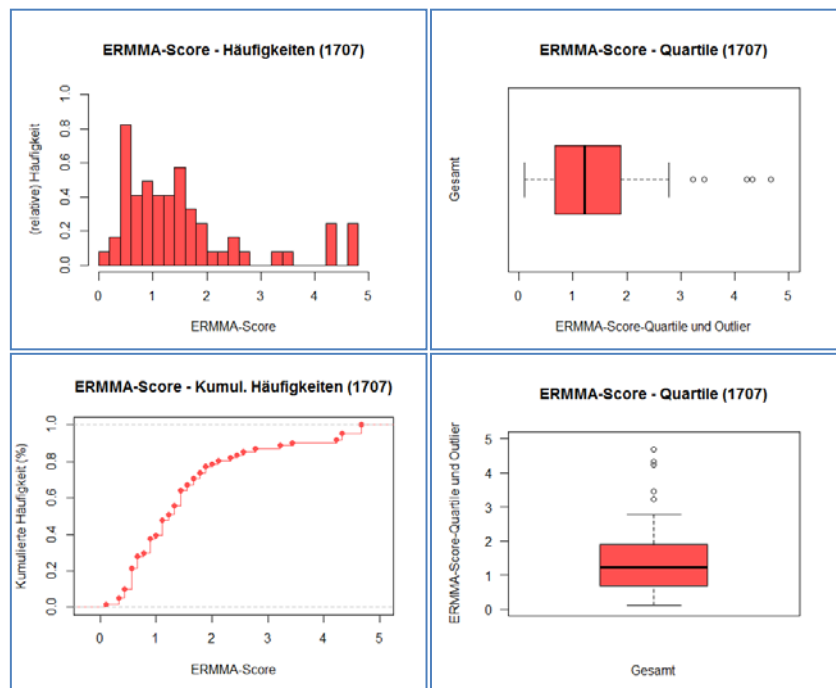 ERMMA-Score - Häufigkeiten (1707)
(relative) Häufigkeit
1.0
0.8
0.6
0.4
0.2
0.0
0 1 2 3 4 5
ERMMA-Score
ERMMA-Score - Quartile (1707)
Gesamt
0 1 2 3 4 5
ERMMA-Score-Quartile und Outlier
ERMMA-Score - Kumul. Häufigkeiten (1707)
Kumulierte Häufigkeit (%)
1.0
0.8
0.6
0.4
0.2
0.0
0 1 2 3 4 5
ERMMA-Score
ERMMA-Score - Quartile (1707)
ERMMA-Score-Quartile und Outlier
5
4
3
2
1
0
Gesamt